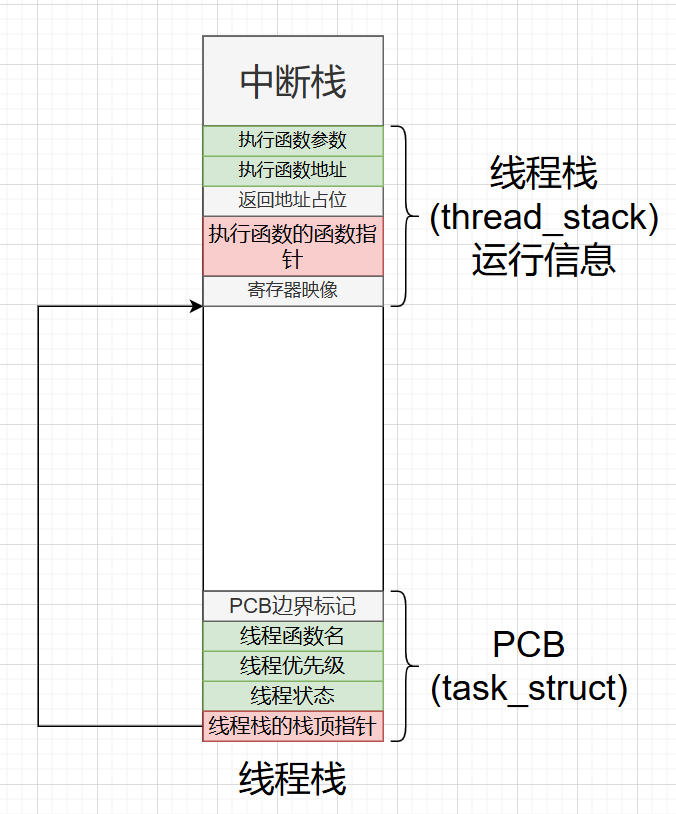 中断栈
执行函数参数
执行函数地址
返回地址占位
执行函数的函数指
针
寄存器映像
线程栈
(thread_stack)
运行信息
PCB边界标记
线程函数名
线程优先级
线程状态
线程栈的栈顶指针
PCB
(task_struct)
线程栈